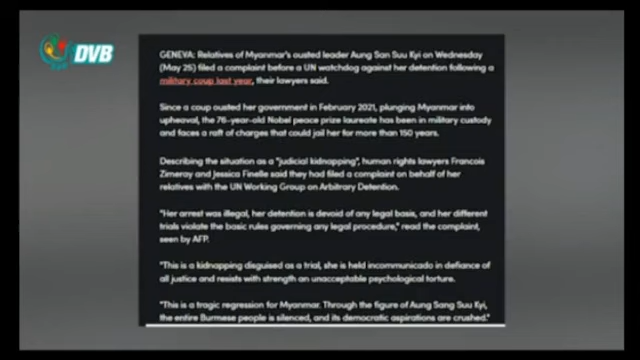 DVB
GENEVA: Relatives of Myanmar's ousted leader Aung San Suu Kyi on Wednesday
(May 25) filed a complaint before a UN watchdog against her detention following a
military coup last year, their lawyers said.
Since a coup ousted her government in February 2021, plunging Myanmar into
upheaval, the 76-year-old Nobel peace prize laureate has been in military custody
and faces a raft of charges that could jail her for more than 150 years.
Describing the situation as a "judicial kidnapping", human rights lawyers Francois
Zimeray and Jessica Finelle said they had filed a complaint on behalf of her
relatives with the UN Working Group on Arbitrary Detention.
"Her arrest was illegal, her detention is devoid of any legal basis, and her different
trials violate the basic rules governing any legal procedure," read the complaint,
seen by AFP.
"This is a kidnapping disguised as a trial, she is held incommunicado in defiance of
all justice and resists with strength an unacceptable psychological torture.
"This is a tragic regression for Myanmar. Through the figure of Aung Sang Suu Kyi,
the entire Burmese people is silenced, and its democratic aspirations are crushed."